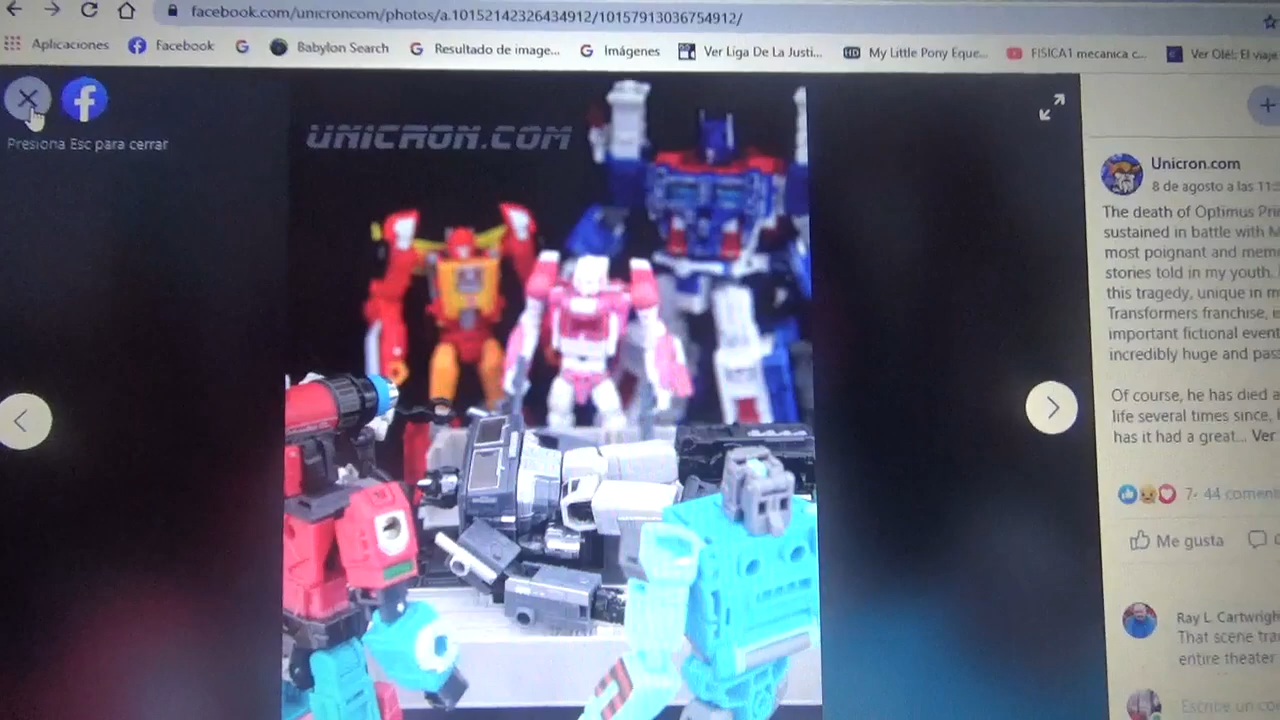 facebook.com/unicroncom/photos/a.10152142326434912/10157913036754912/
Aplicaciones Facebook Babylon Search Resultado de image... Imágenes Ver Liga De La Justi... My Little Pony Eque... FISICA1 mecanica c... Ver Olé!: El viaje
Presiona Esc para cerrar
UNICRON.COM
Unicron.com
8 de agosto a las 11:
The death of Optimus Pri
sustained in battle with M
most poignant and mem
stories told in my youth.
this tragedy, unique in m
Transformers franchise, i
important fictional even
incredibly huge and pas
Of course, he has died a
life several times since,
has it had a great... Ver
44 coment
Me gusta
Ray L. Cartwrigh
That scene tra
entire theater
Escribe un co